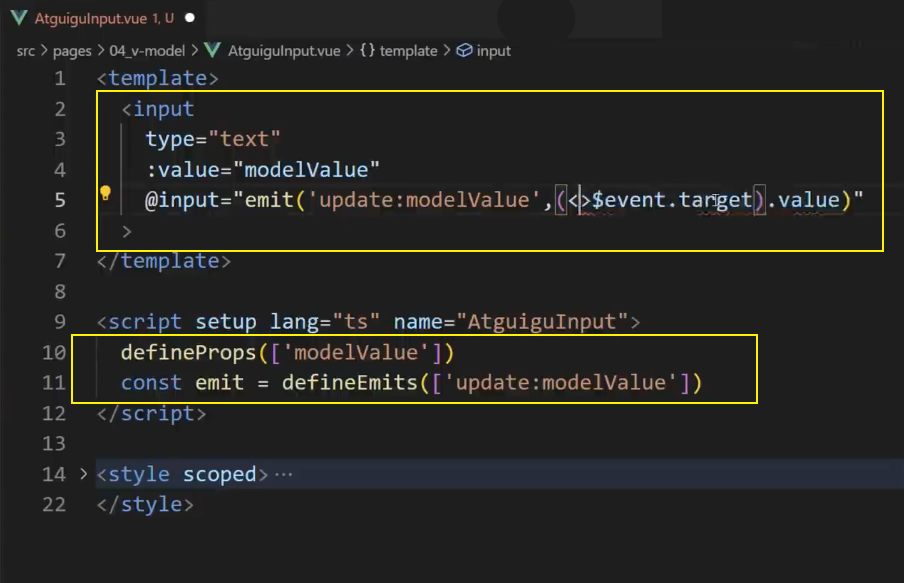 AtguiguInput.vue 1, U
src > pages > 04_v-model > AtguiguInput.vue > {} template > input
1 <template>
2 <input
3 type="text"
4 :value="modelValue"
5 @input="emit('update:modelValue',(<>$event.target).value)"
6 >
7 </template>
8
9 <script setup lang="ts" name="AtguiguInput">
10 defineProps(['modelValue'])
11 const emit = defineEmits(['update:modelValue'])
12 </script>
13
14 > <style scoped> ...
22 </style>